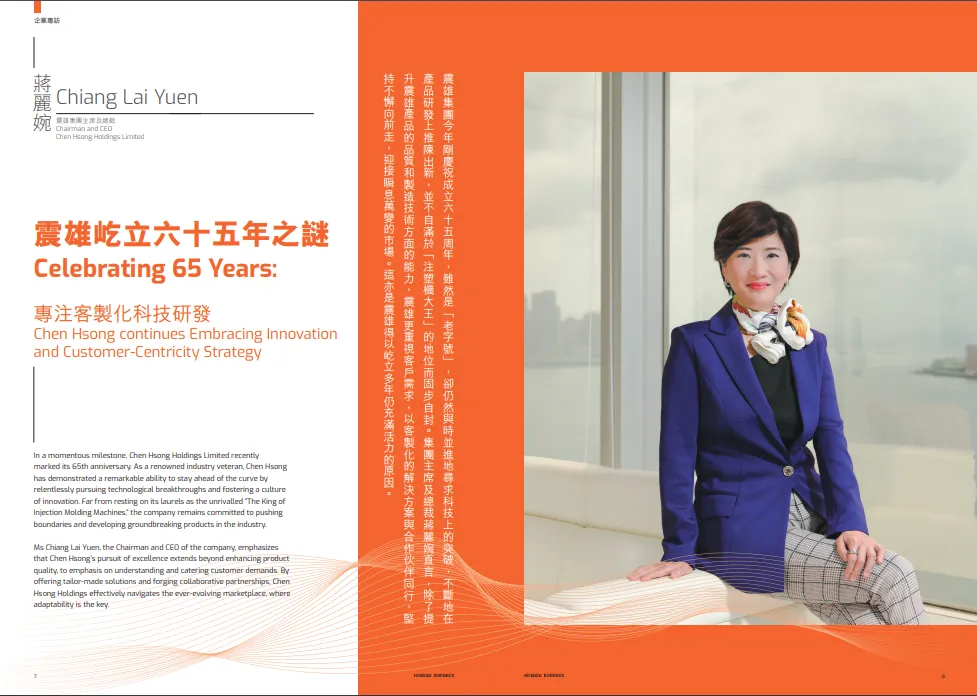 企業專訪
蔣麗婉
Chiang Lai Yuen
震雄集團主席及總裁
Chairman and CEO
Chen Hsong Holdings Limited
震雄屹立六十五年之謎
Celebrating 65 Years:
專注客製化科技研發
Chen Hsong continues Embracing Innovation
and Customer-Centricity Strategy
In a momentous milestone, Chen Hsong Holdings Limited recently
marked its 65th anniversary. As a renowned industry veteran, Chen Hsong
has demonstrated a remarkable ability to stay ahead of the curve by
relentlessly pursuing technological breakthroughs and fostering a culture
of innovation. Far from resting on its laurels as the unrivalled "The King of
Injection Molding Machines," the company remains committed to pushing
boundaries and developing groundbreaking products in the industry.
Ms Chiang Lai Yuen, the Chairman and CEO of the company, emphasizes
that Chen Hsong's pursuit of excellence extends beyond enhancing product
quality, to emphasis on understanding and catering customer demands. By
offering tailor-made solutions and forging collaborative partnerships, Chen
Hsong Holdings effectively navigates the ever-evolving marketplace, where
adaptability is the key.
7
震雄集團今年剛慶祝成立六十五周年，雖然是「老字號」，卻仍然與時並進地尋求科技上的突破，不斷地在
產品研發上推陳出新，並不自滿於「注塑機大王」的地位而固步自封。集團主席及總裁蔣麗婉直言，除了提
升震雄產品的品質和製造技術方面的能力，震雄更重視客戶需求，以客製化的解決方案與合作伙伴同行，堅
持不懈向前走，迎接瞬息萬變的市場。這亦是震雄得以屹立多年仍充滿活力的原因。
8